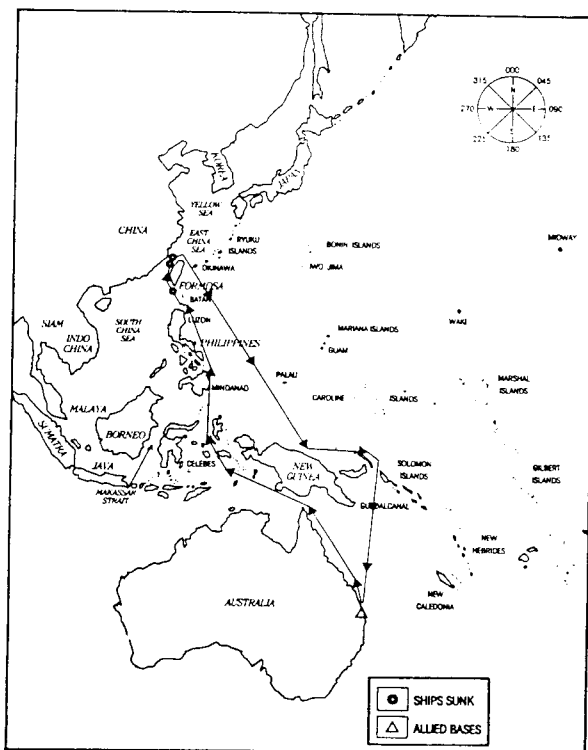 000
315
045
N
270
W
E
090
225
135
180
KOREA
JAPAN
YELLOW
SEA
CHINA
EAST
CHINA
SEA
RYUKU
ISLANDS
BONIN ISLANDS
MIDWAY
OKINAWA
IWO JIMA
FORMOSA
BATAN
LUZON
SIAM
INDO
CHINA
SOUTH
CHINA
SEA
WAKE
MARIANA ISLANDS
GUAM
PHILIPPINES
PALAU
MINDANAO
CAROLINE
ISLANDS
MARSHAL
ISLANDS
MALAYA
SUMATRA
BORNEO
JAVA
MAKASSAR
STRAIT
CELEBES
NEW
GUINEA
SOLOMON
ISLANDS
GILBERT
ISLANDS
GUADALCANAL
NEW
HEBRIDES
NEW
CALEDONIA
AUSTRALIA
SHIPS SUNK
ALLIED BASES